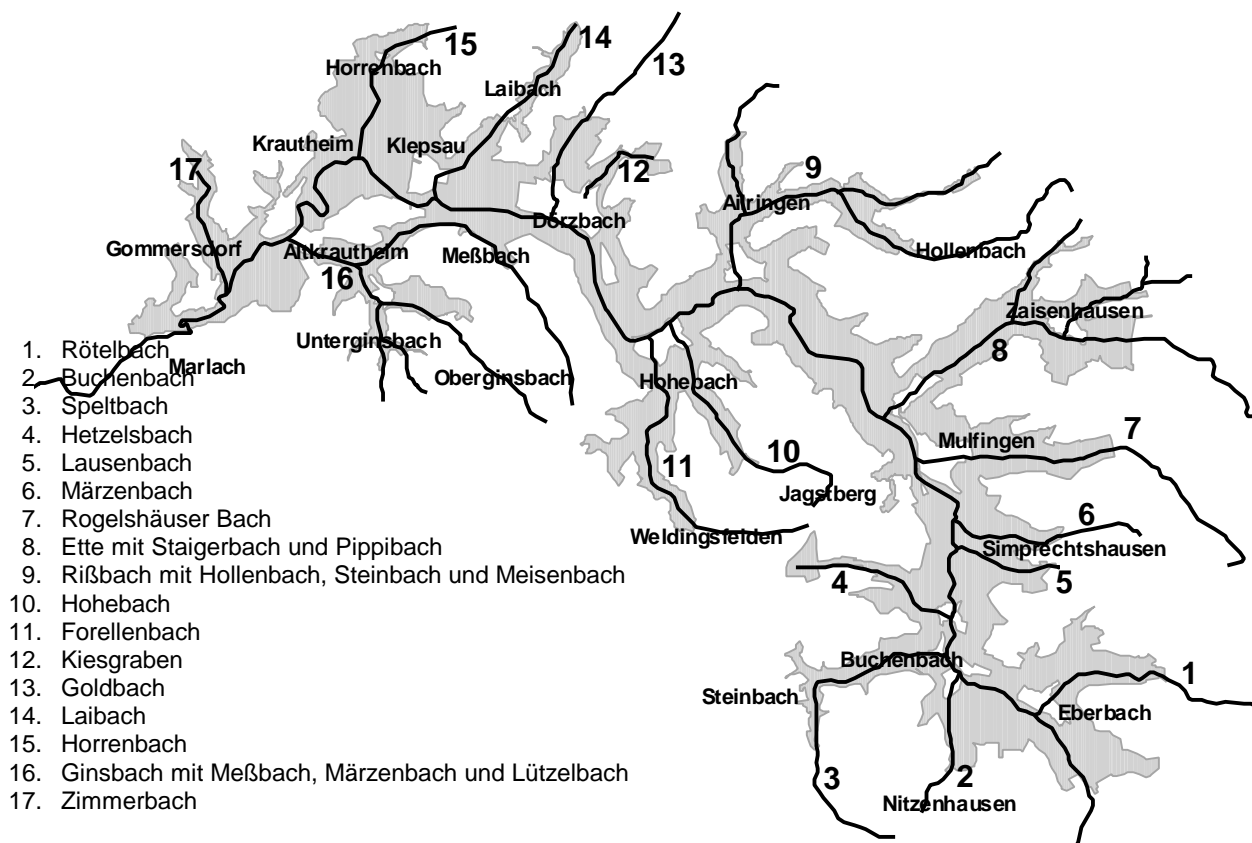 15
14
13
Horrenbach
Laibach
Krautheim
Klepsau
17
12
9
Ailringen
Dörzbach
Gommersdorf
Altkrautheim
Meßbach
Hollenbach
16
Zaisenhausen
Unterginsbach
8
Marlach
Oberginsbach
Hohebach
Mulfingen
7
11
10
Jagstberg
6
Weldingsfelden
Simprechtshausen
4
5
Buchenbach
1
Steinbach
Eberbach
3
2
Nitzenhausen
1. Rötelbach
2. Buchenbach
3. Speltbach
4. Hetzelsbach
5. Lausenbach
6. Märzenbach
7. Rogelshäuser Bach
8. Ette mit Staigerbach und Pippibach
9. Rißbach mit Hollenbach, Steinbach und Meisenbach
10. Hohebach
11. Forellenbach
12. Kiesgraben
13. Goldbach
14. Laibach
15. Horrenbach
16. Ginsbach mit Meßbach, Märzenbach und Lützelbach
17. Zimmerbach